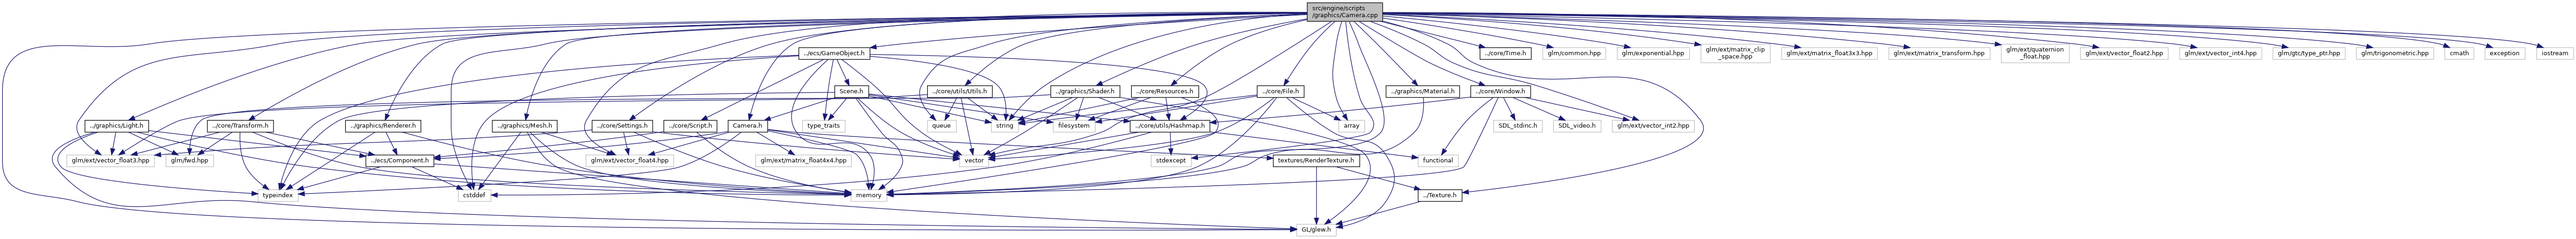 src/engine/scripts
/graphics/Camera.cpp
../ecs/GameObject.h
../core/Time.h
glm/common.hpp
glm/exponential.hpp
glm/ext/matrix_clip
_space.hpp
glm/ext/matrix_float3x3.hpp
glm/ext/matrix_transform.hpp
glm/ext/quaternion
_float.hpp
glm/ext/vector_float2.hpp
glm/ext/vector_int4.hpp
glm/gtc/type_ptr.hpp
glm/trigonometric.hpp
cmath
exception
iostream
Scene.h
../core/utils/Utils.h
../graphics/Shader.h
../core/Resources.h
../core/File.h
../graphics/Material.h
../core/Window.h
../graphics/Light.h
../core/Transform.h
../graphics/Renderer.h
../graphics/Mesh.h
../core/Settings.h
../core/Script.h
Camera.h
type_traits
queue
string
filesystem
../core/utils/Hashmap.h
array
SDL_stdinc.h
SDL_video.h
glm/ext/vector_int2.hpp
glm/ext/vector_float3.hpp
glm/fwd.hpp
../ecs/Component.h
glm/ext/vector_float4.hpp
glm/ext/matrix_float4x4.hpp
vector
stdexcept
textures/RenderTexture.h
functional
typeindex
cstddef
memory
../Texture.h
GL/glew.h